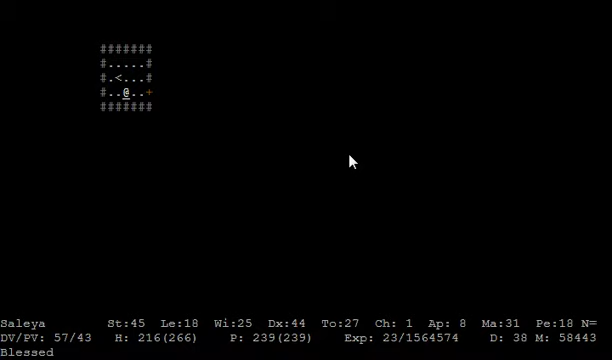 #######
#.....#
#.<...#
#..@..+
#######
Saleya St:45 Le:18 Wi:25 Dx:44 To:27 Ch: 1 Ap: 8 Ma:31 Pe:18 N=
DV/PV: 57/43 H: 216(266) P: 239(239) Exp: 23/1564574 D: 38 M: 58443
Blessed